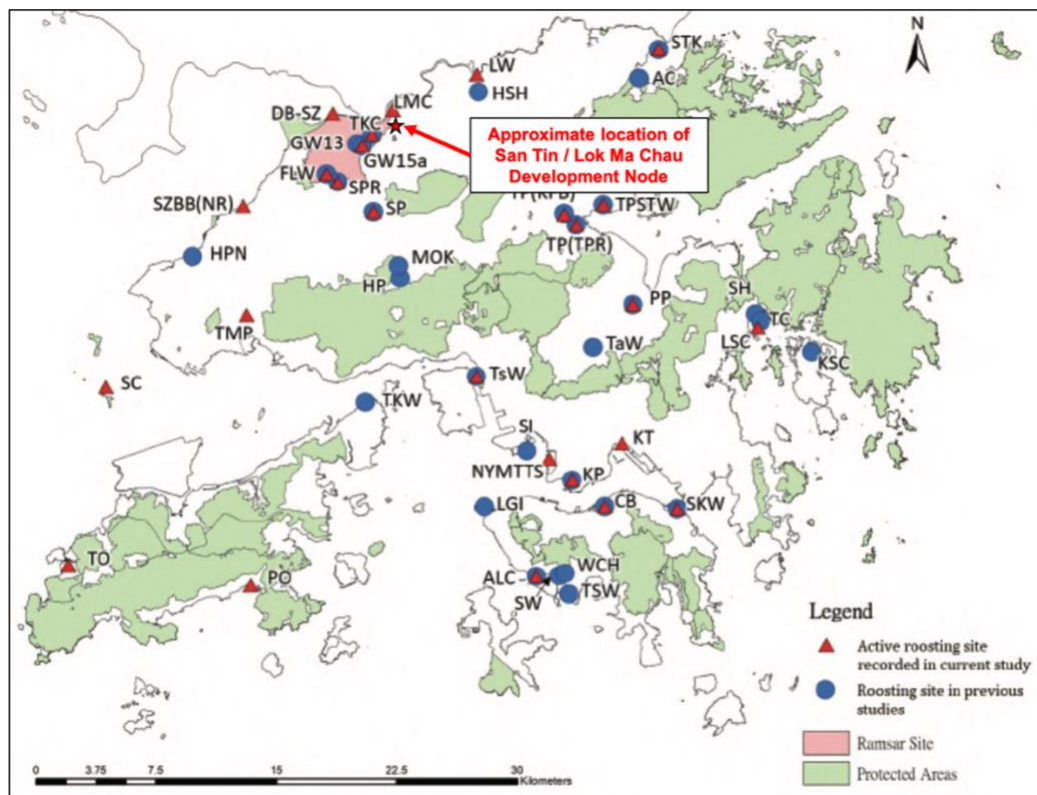 N
STK
LW
AC
HSH
LMC
DB-SZ
TKC
Approximate location of
San Tin / Lok Ma Chau
Development Node
GW13
GW15a
FLW
SPR
SZBB(NR)
SP
TP(KFB)
TPSTW
TP(TPR)
HPN
MOK
HP
SH
PP
TC
TMP
LSC
TaW
KSC
SC
TsW
TKW
SI
KT
NYMTTS
KP
LGI
CB
SKW
TO
ALC
WCH
PO
SW
TSW
Legend
Active roosting site
recorded in current study
Roosting site in previous
studies
Ramsar Site
Protected Areas
0 3.75 7.5 15 22.5 30
Kilometers